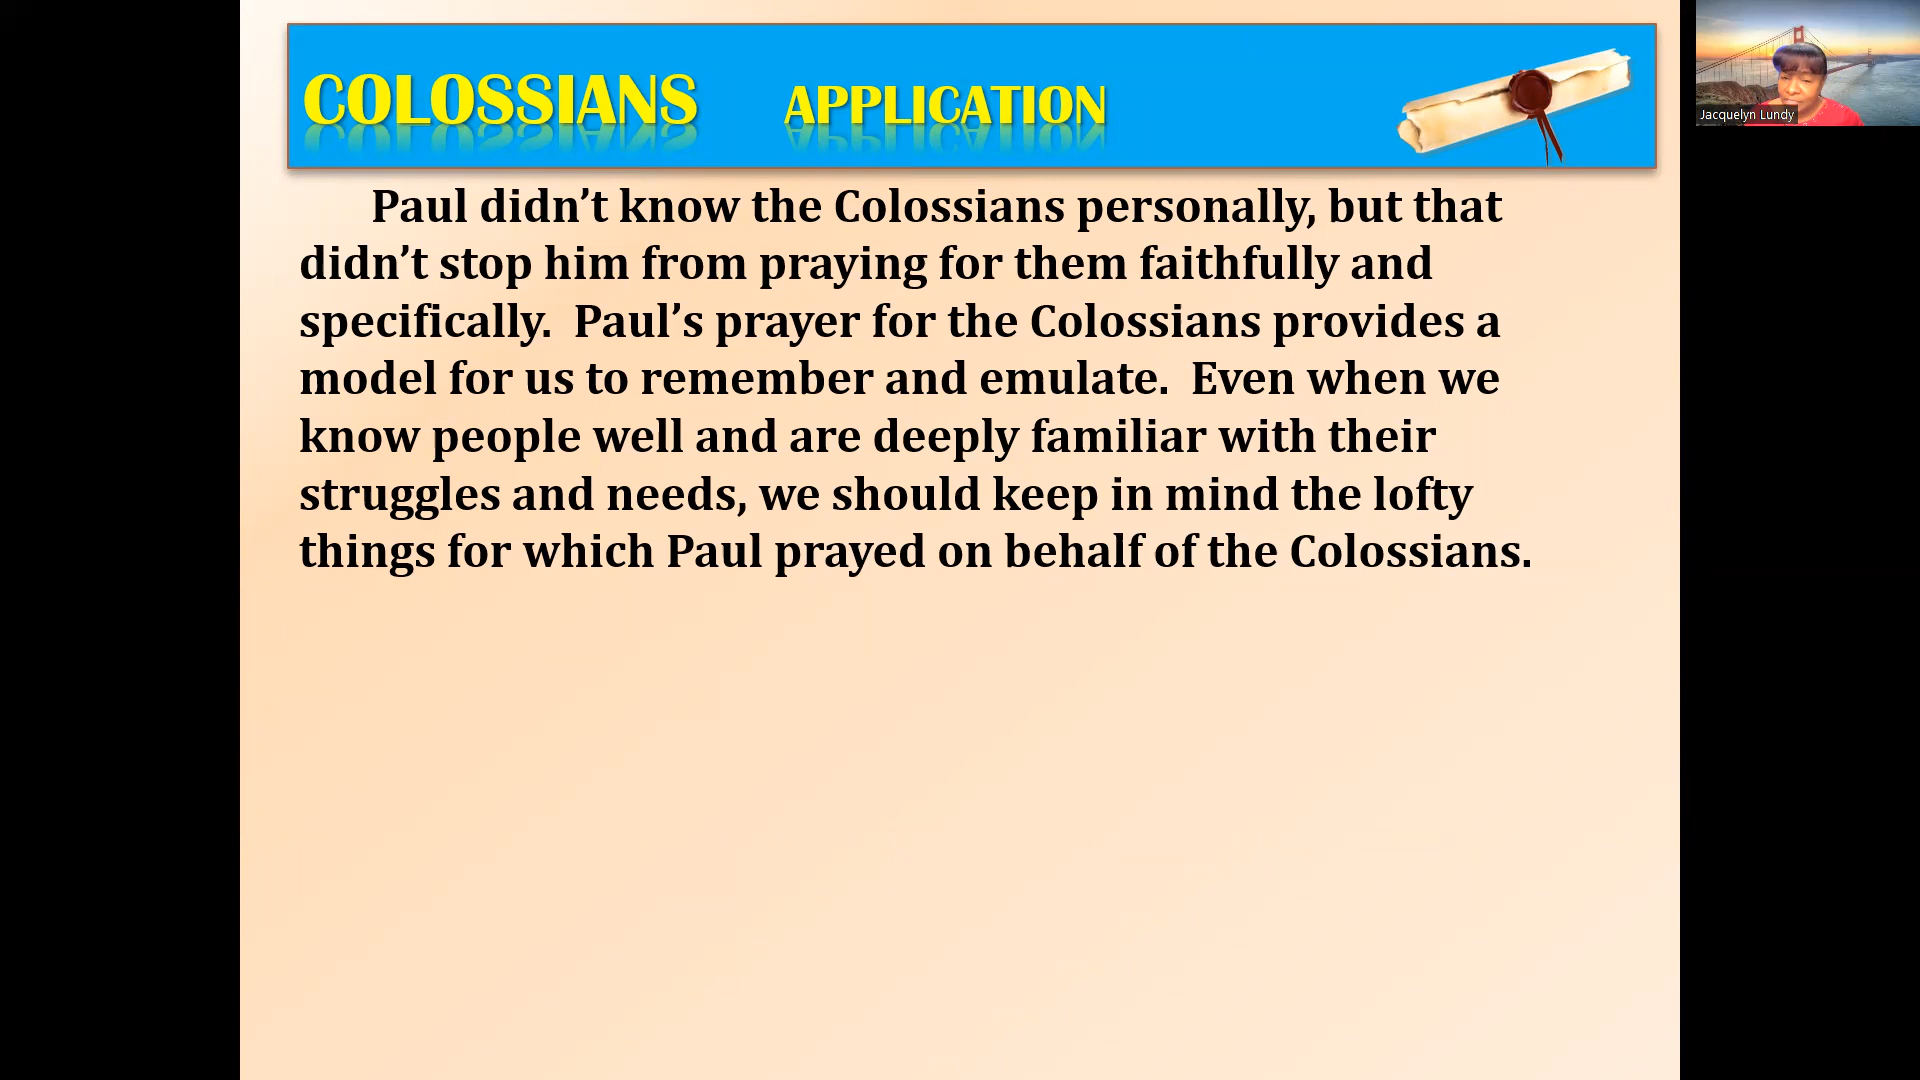 COLOSSIANS APPLICATION
Jacquelyn Lundy
Paul didn’t know the Colossians personally, but that
didn’t stop him from praying for them faithfully and
specifically.  Paul’s prayer for the Colossians provides a
model for us to remember and emulate.  Even when we
know people well and are deeply familiar with their
struggles and needs, we should keep in mind the lofty
things for which Paul prayed on behalf of the Colossians.